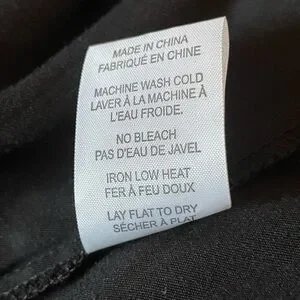 MADE IN CHINA
FABRIQUÉ EN CHINE
MACHINE WASH COLD
LAVER À LA MACHINE À
L'EAU FROIDE.
NO BLEACH
PAS D'EAU DE JAVEL
IRON LOW HEAT
FER À FEU DOUX
LAY FLAT TO DRY
SÉCHER À PLAT